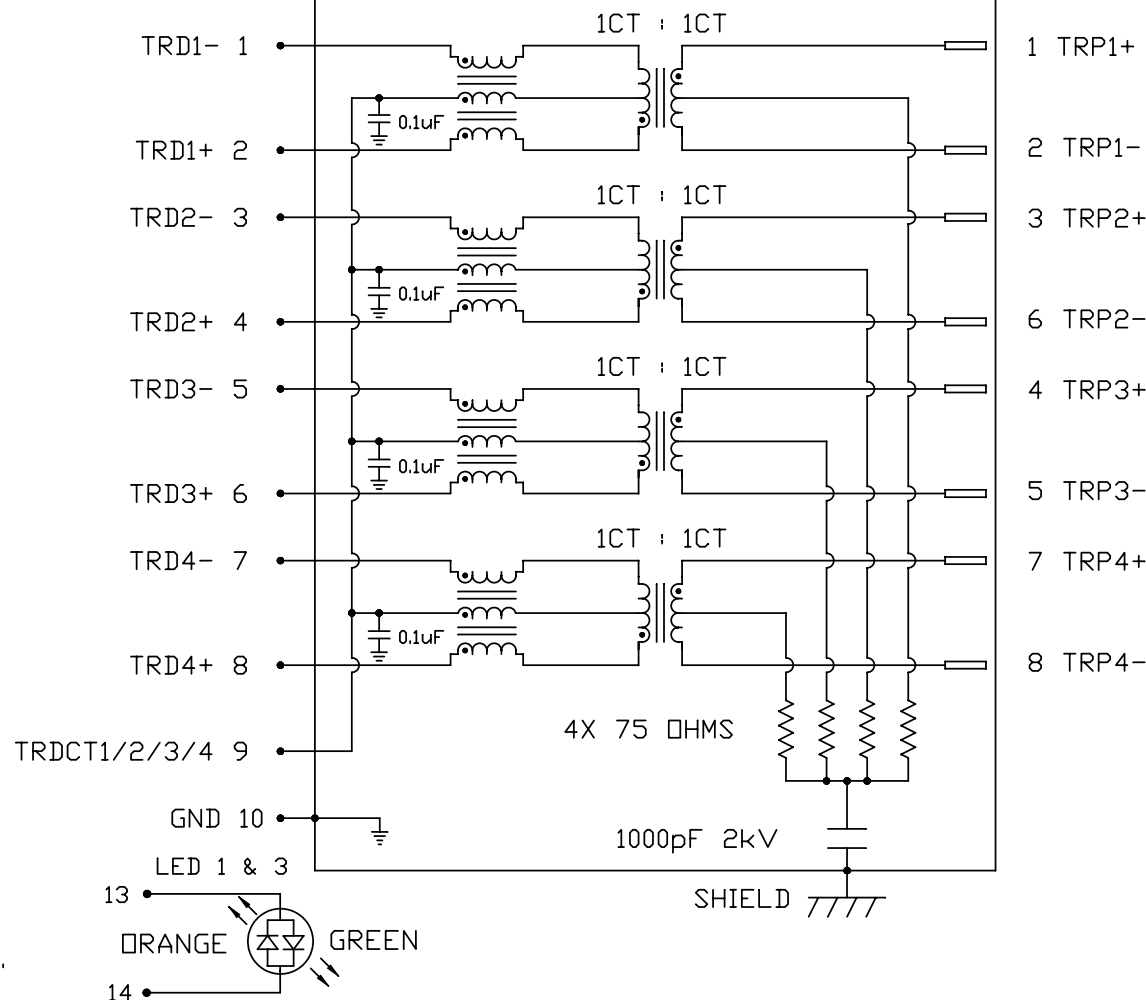 1CT : 1CT
TRD1- 1
1 TRP1+
0.1uF
TRD1+ 2
2 TRP1-
1CT : 1CT
TRD2- 3
3 TRP2+
0.1uF
TRD2+ 4
6 TRP2-
1CT : 1CT
TRD3- 5
4 TRP3+
0.1uF
TRD3+ 6
5 TRP3-
1CT : 1CT
TRD4- 7
7 TRP4+
0.1uF
TRD4+ 8
8 TRP4-
4X 75 OHMS
TRDCT1/2/3/4 9
GND 10
1000pF 2kV
LED 1 & 3
13
SHIELD
ORANGE
GREEN
14